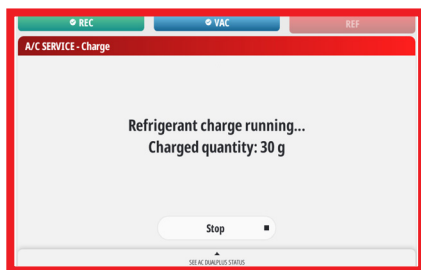 REC
VAC
REF
A/C SERVICE - Charge
Refrigerant charge running...
Charged quantity: 30 g
Stop
SEE AC DUALPLUS STATUS